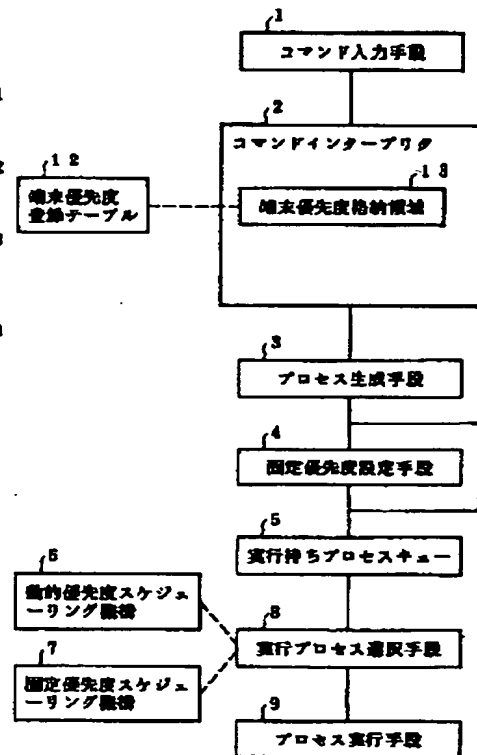 1
コマンド入力手段
2
コマンドインタープリタ
12
端末優先度
登録テーブル
13
端末優先度格納領域
3
プロセス生成手段
4
固定優先度設定手段
5
実行待ちプロセスキュー
6
動的優先度スケジュ
ーリング機構
8
実行プロセス選択手段
7
固定優先度スケジュ
ーリング機構
9
プロセス実行手段